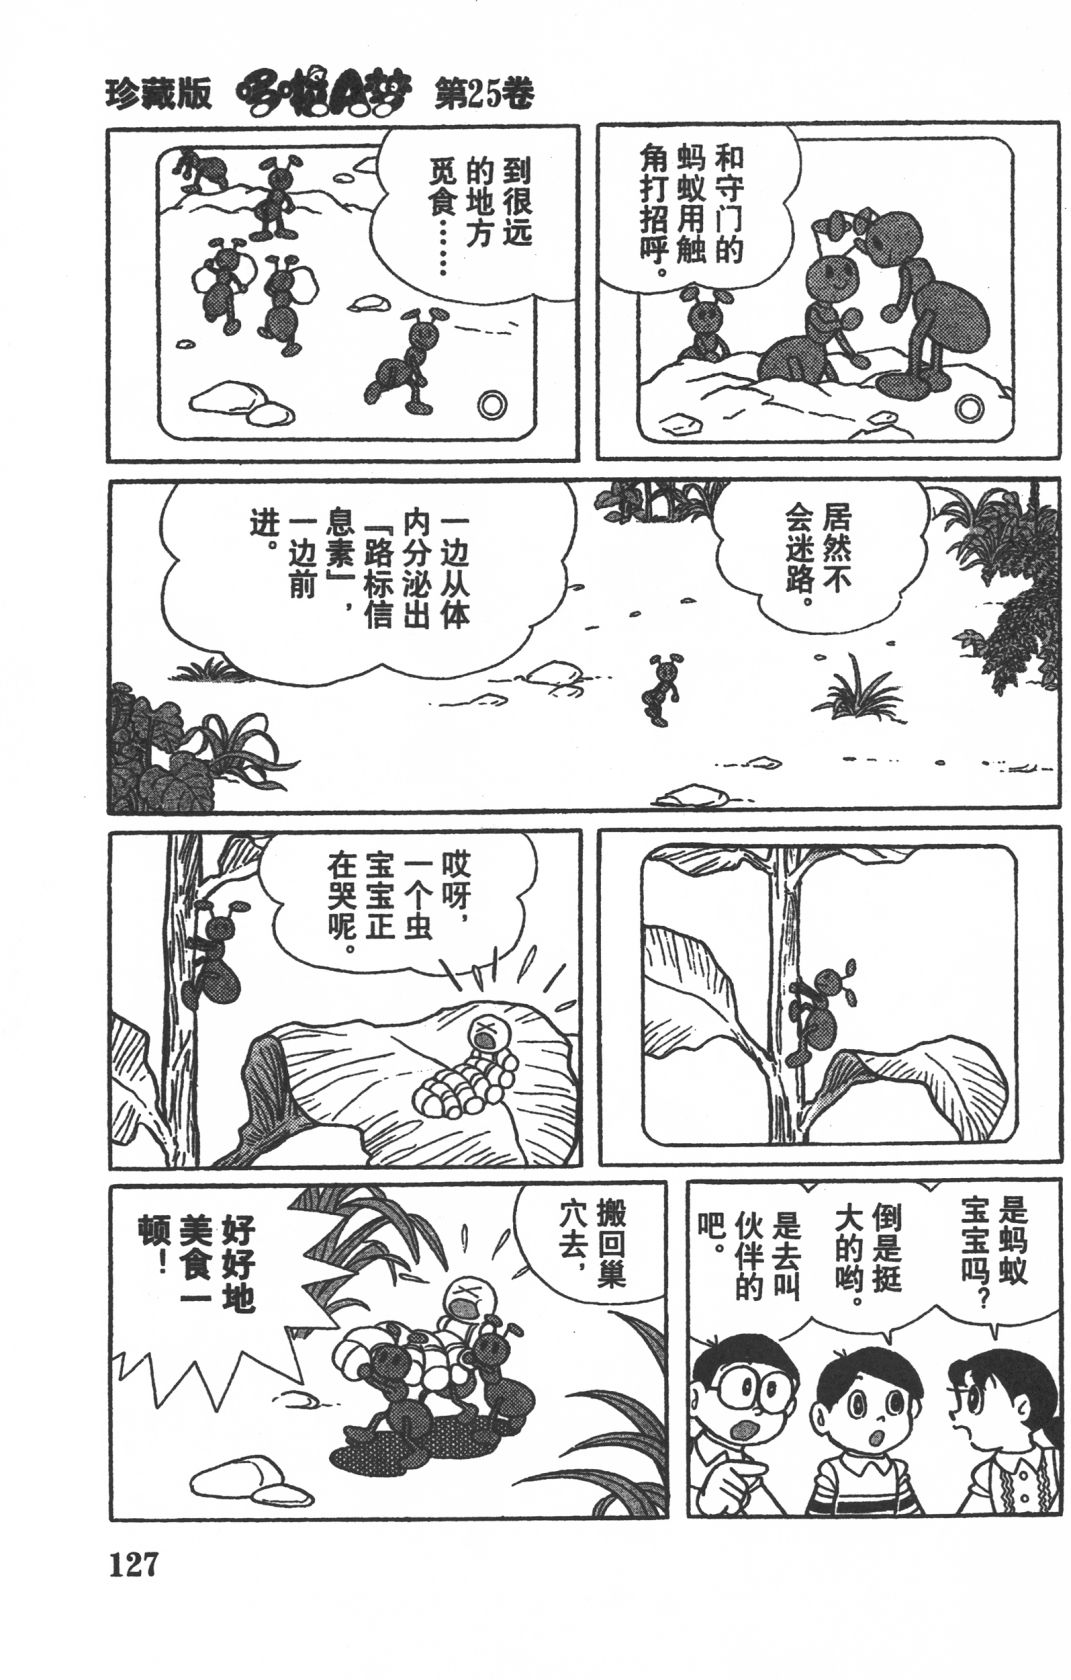 珍藏版 哆啦A梦 第25卷
和守门的
蚂蚁用触
角打招呼。
到很远
的地方
觅食……
居然不
会迷路。
一边从体
内分泌出
『路标信
息素』，
一边前
进。
哎呀，
一个虫
宝宝正
在哭呢。
是蚂蚁
宝宝吗？
倒是挺
大的哟。
是去叫
伙伴的
吧。
搬回巢
穴去，
好好地
美食一
顿！
127